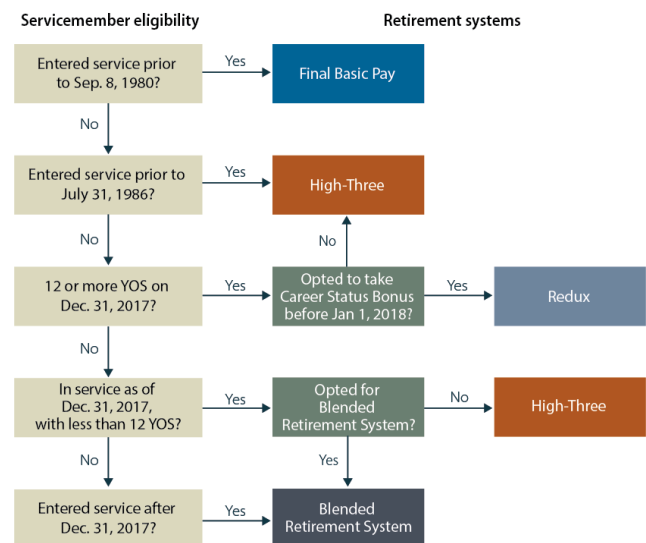 Servicemember eligibility
Retirement systems
Entered service prior
to Sep. 8, 1980?
Yes
Final Basic Pay
No
Entered service prior to
July 31, 1986?
Yes
High-Three
No
No
12 or more YOS on
Dec. 31, 2017?
Yes
Opted to take
Career Status Bonus
before Jan 1, 2018?
Yes
Redux
No
In service as of
Dec. 31, 2017,
with less than 12 YOS?
Yes
Opted for
Blended
Retirement System?
No
High-Three
No
Yes
Entered service after
Dec. 31, 2017?
Yes
Blended
Retirement System